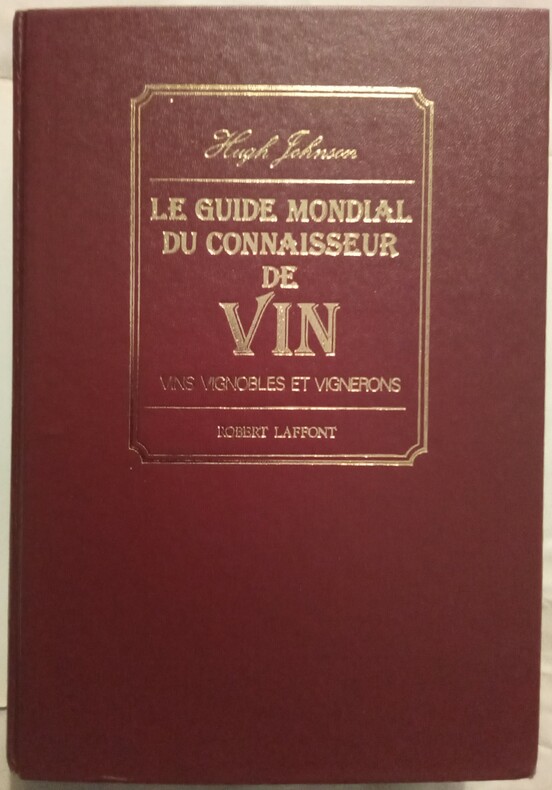 Hugh Johnson
LE GUIDE MONDIAL
DU CONNAISSEUR
DE
VIN
VINS VIGNOBLES ET VIGNERONS
ROBERT LAFFONT